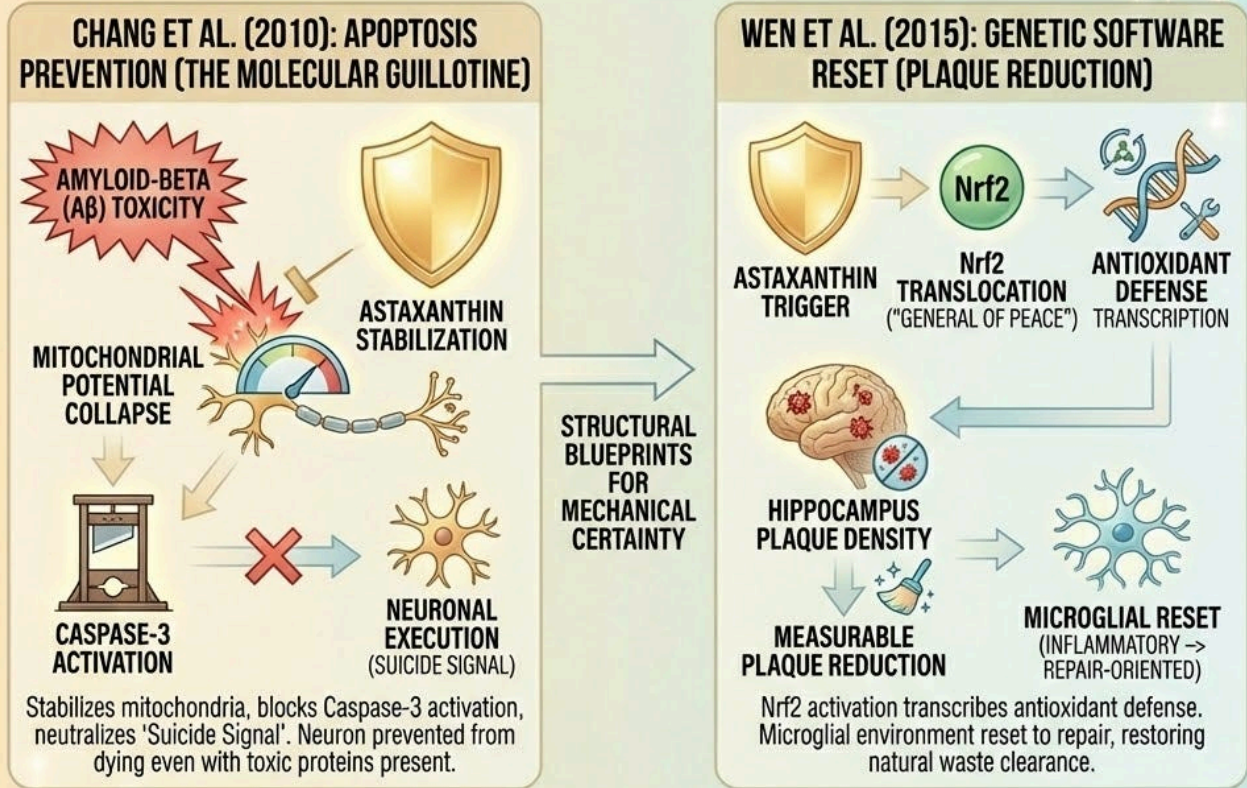 CHANG ET AL. (2010): APOPTOSIS
PREVENTION (THE MOLECULAR GUILLOTINE)
AMYLOID-BETA
(Aβ) TOXICITY
ASTAXANTHIN
STABILIZATION
MITOCHONDRIAL
POTENTIAL
COLLAPSE
CASPASE-3
ACTIVATION
NEURONAL
EXECUTION
(SUICIDE SIGNAL)
Stabilizes mitochondria, blocks Caspase-3 activation,
neutralizes 'Suicide Signal'. Neuron prevented from
dying even with toxic proteins present.
STRUCTURAL
BLUEPRINTS
FOR
MECHANICAL
CERTAINTY
WEN ET AL. (2015): GENETIC SOFTWARE
RESET (PLAQUE REDUCTION)
ASTAXANTHIN
TRIGGER
Nrf2
Nrf2
TRANSLOCATION
("GENERAL OF PEACE")
ANTIOXIDANT
DEFENSE
TRANSCRIPTION
HIPPOCAMPUS
PLAQUE DENSITY
MEASURABLE
PLAQUE REDUCTION
MICROGLIAL RESET
(INFLAMMATORY –>
REPAIR-ORIENTED)
Nrf2 activation transcribes antioxidant defense.
Microglial environment reset to repair, restoring
natural waste clearance.